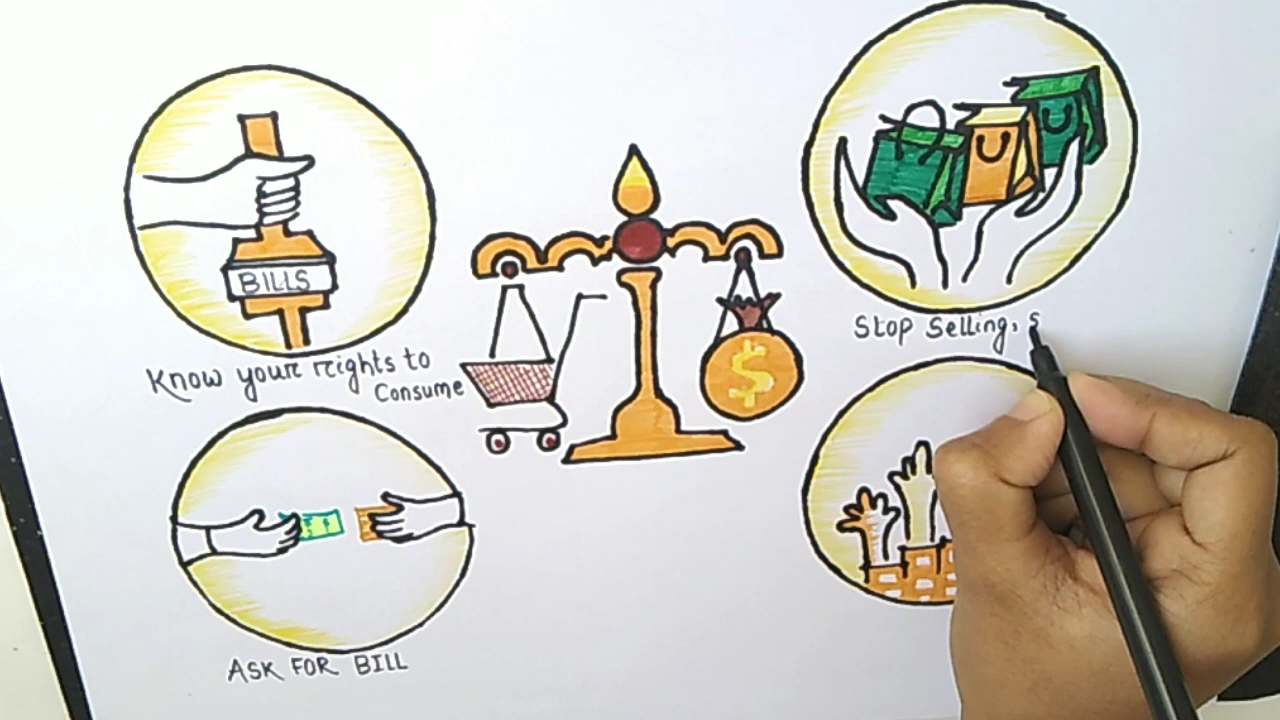 BILLS
Know your rights to
Consume
$
Stop Selling, s
ASK FOR BILL